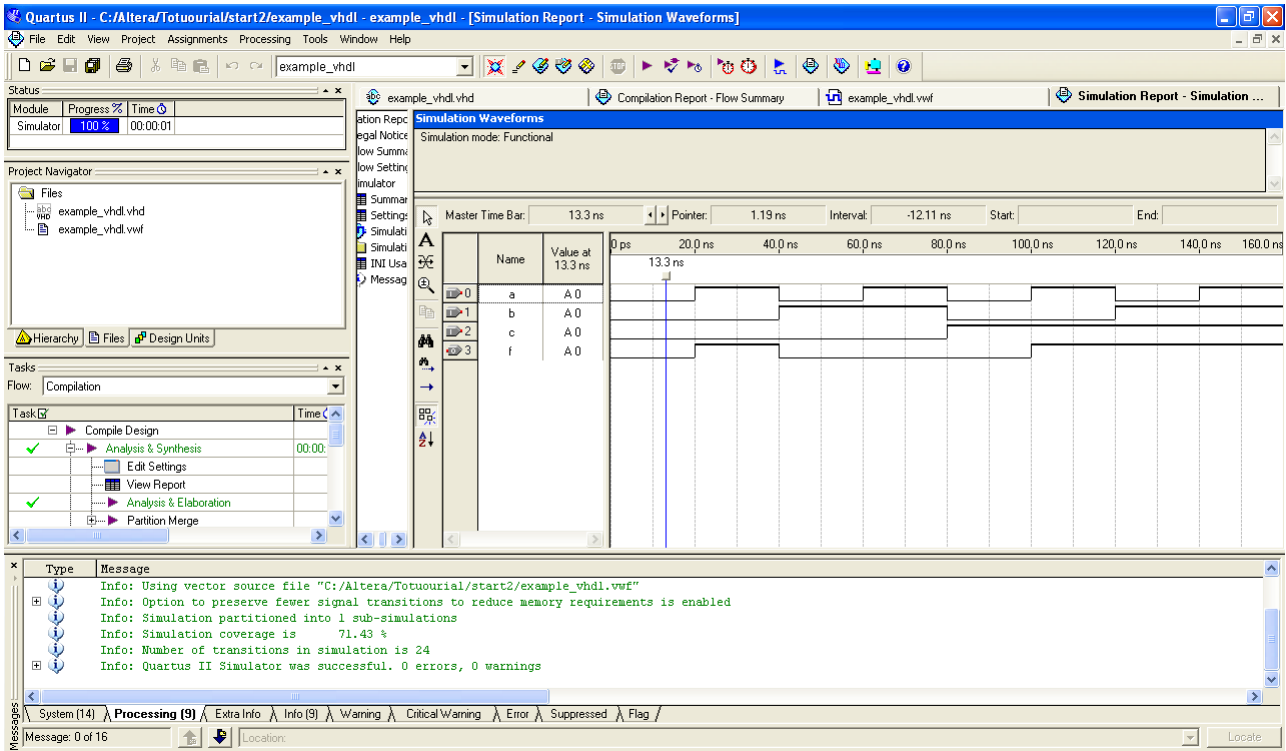 Quartus II - C:/Altera/Totuourial/start2/example_vhdl - example_vhdl - [Simulation Report - Simulation Waveforms]
File Edit View Project Assignments Processing Tools Window Help
example_vhdl
Status
Module Progress % Time
Simulator 100 % 00:00:01
Project Navigator
Files
example_vhdl.vhd
example_vhdl.vwf
Hierarchy Files Design Units
Tasks
Flow: Compilation
Task Time (
Compile Design
Analysis & Synthesis 00:00:
Edit Settings
View Report
Analysis & Elaboration
Partition Merge
example_vhdl.vhd Compilation Report - Flow Summary example_vhdl.vwf Simulation Report - Simulation ...
ation Repo
egal Notice
low Summa
low Setting
imulator
Summar
Settings
Simulati
Simulati
INI Usa
Messag
Simulation Waveforms
Simulation mode: Functional
Master Time Bar: 13.3 ns Pointer: 1.19 ns Interval: -12.11 ns Start: End:
Name Value at 13.3 ns
0 ps 20.0 ns 40.0 ns 60.0 ns 80.0 ns 100.0 ns 120.0 ns 140.0 ns 160.0 ns
13.3 ns
0 a A 0
1 b A 0
2 c A 0
3 f A 0
Type Message
Info: Using vector source file "C:/Altera/Totuourial/start2/example_vhdl.vwf"
Info: Option to preserve fewer signal transitions to reduce memory requirements is enabled
Info: Simulation partitioned into 1 sub-simulations
Info: Simulation coverage is 71.43 %
Info: Number of transitions in simulation is 24
Info: Quartus II Simulator was successful. 0 errors, 0 warnings
System (14) Processing (9) Extra Info Info (9) Warning Critical Warning Error Suppressed Flag
Messages
Message: 0 of 16 Location: Locate